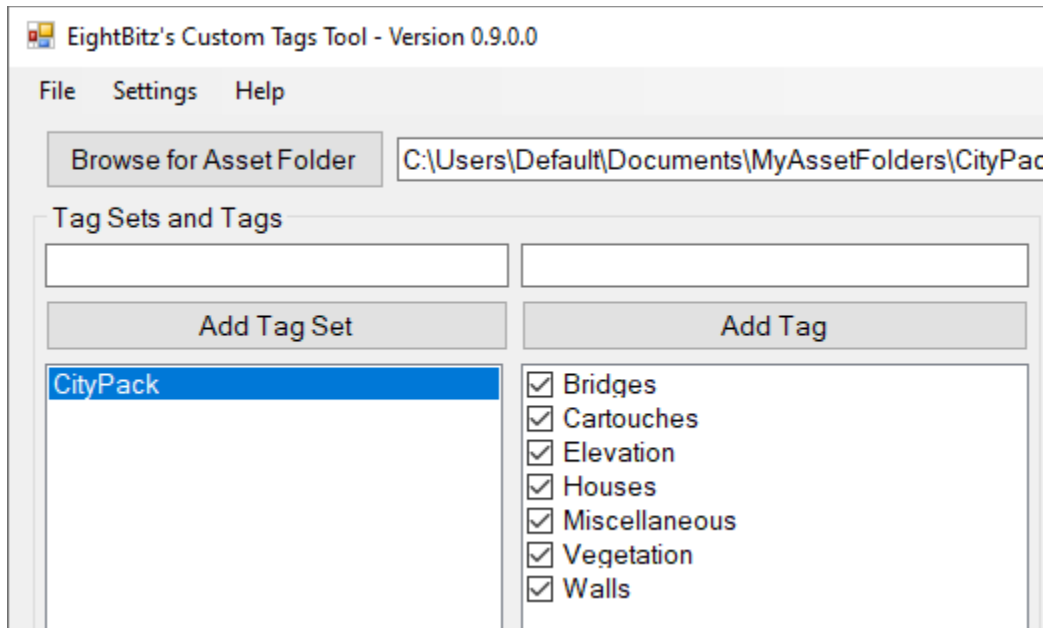 EightBitz's Custom Tags Tool - Version 0.9.0.0
File Settings Help
Browse for Asset Folder C:\Users\Default\Documents\MyAssetFolders\CityPac
Tag Sets and Tags
Add Tag Set Add Tag
CityPack
Bridges
Cartouches
Elevation
Houses
Miscellaneous
Vegetation
Walls